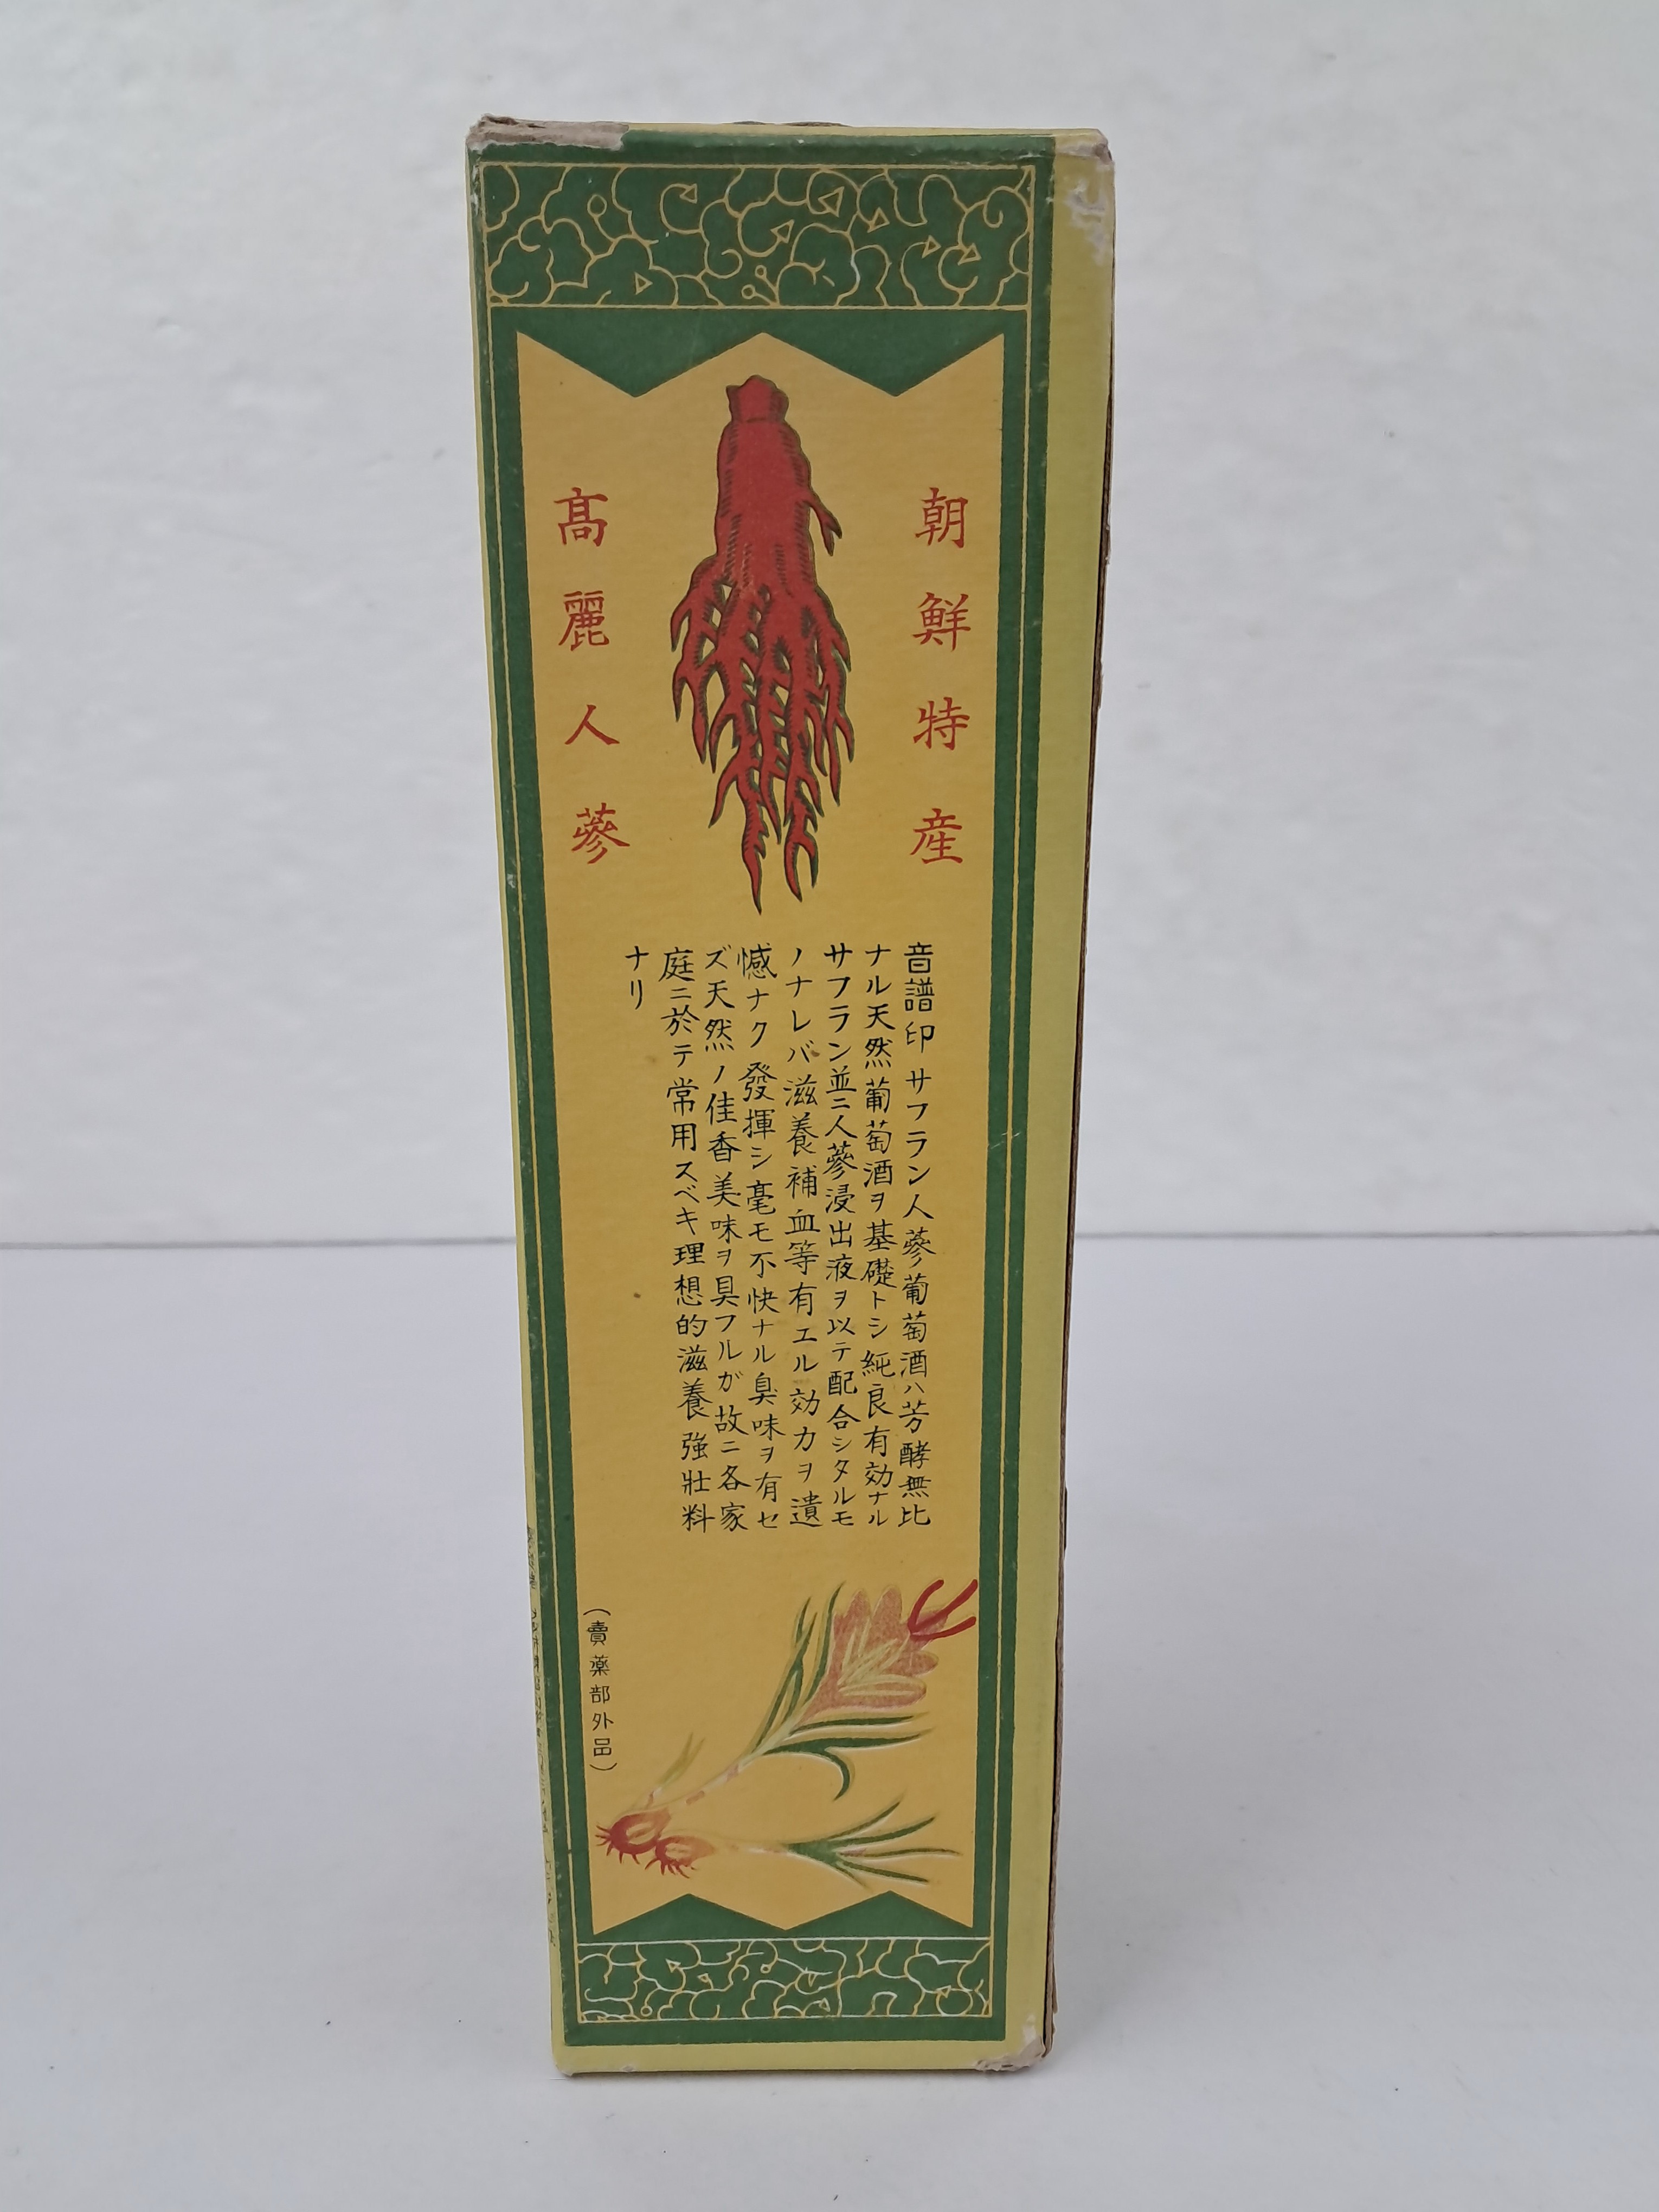 朝鮮特産
高麗人蔘
音譜印サフラン人蔘葡萄酒ハ芳酵無比
ナル天然葡萄酒ヲ基礎トシ純良有効ナル
サフラン並ニ人蔘浸出液ヲ以テ配合シタルモ
ノナレバ滋養補血等有エル効力ヲ遺
憾ナク發揮シ毫モ不快ナル臭味ヲ有セ
ズ天然ノ佳香美味ヲ具フルガ故ニ各家
庭ニ於テ常用スベキ理想的滋養強壯料
ナリ
(賣薬部外品)